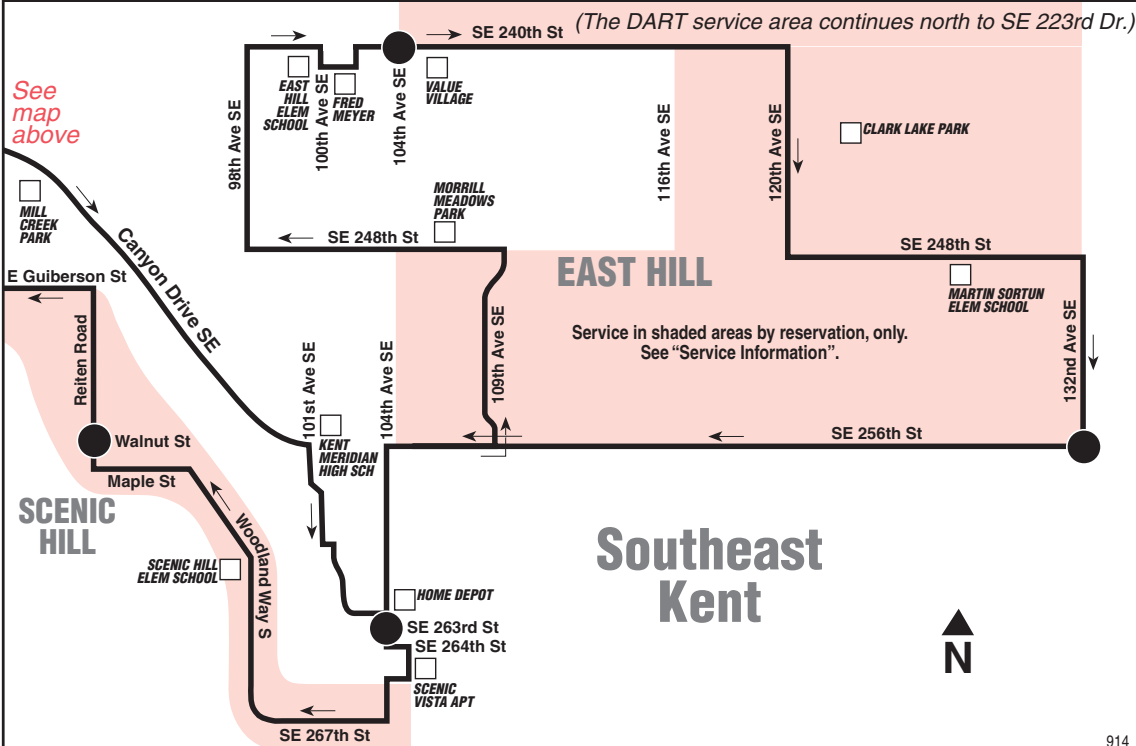 (The DART service area continues north to SE 223rd Dr.)
SE 240th St
See
map
above
EAST
HILL
ELEM
SCHOOL
100th Ave SE
FRED
MEYER
104th Ave SE
VALUE
VILLAGE
98th Ave SE
116th Ave SE
120th Ave SE
CLARK LAKE PARK
MILL
CREEK
PARK
MORRILL
MEADOWS
PARK
Canyon Drive SE
SE 248th St
SE 248th St
EAST HILL
E Guiberson St
MARTIN SORTUN
ELEM SCHOOL
Reiten Road
101st Ave SE
104th Ave SE
109th Ave SE
Service in shaded areas by reservation, only.
See “Service Information”.
132nd Ave SE
Walnut St
KENT
MERIDIAN
HIGH SCH
SE 256th St
Maple St
SCENIC
HILL
Woodland Way S
SCENIC HILL
ELEM SCHOOL
Southeast
Kent
HOME DEPOT
SE 263rd St
SE 264th St
N
SCENIC
VISTA APT
SE 267th St
914